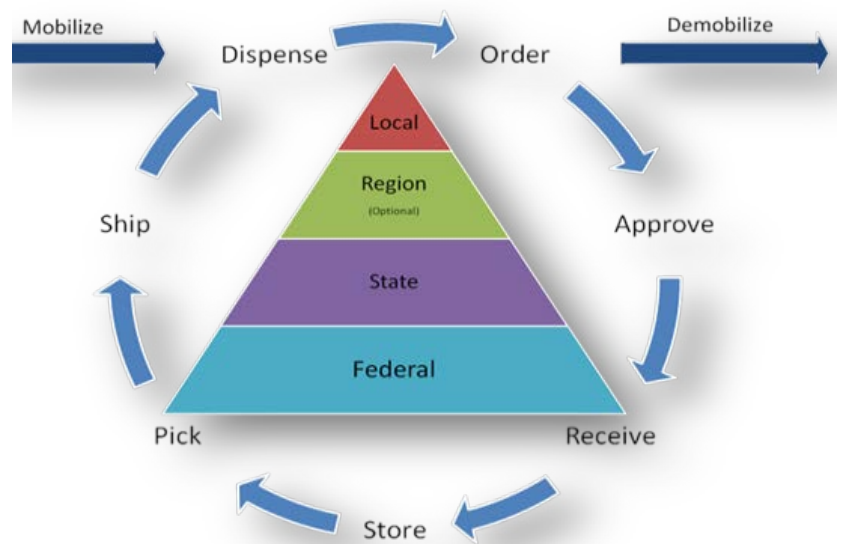 Mobilize
Demobilize
Dispense
Order
Local
Region
(Optional)
Ship
Approve
State
Federal
Pick
Receive
Store